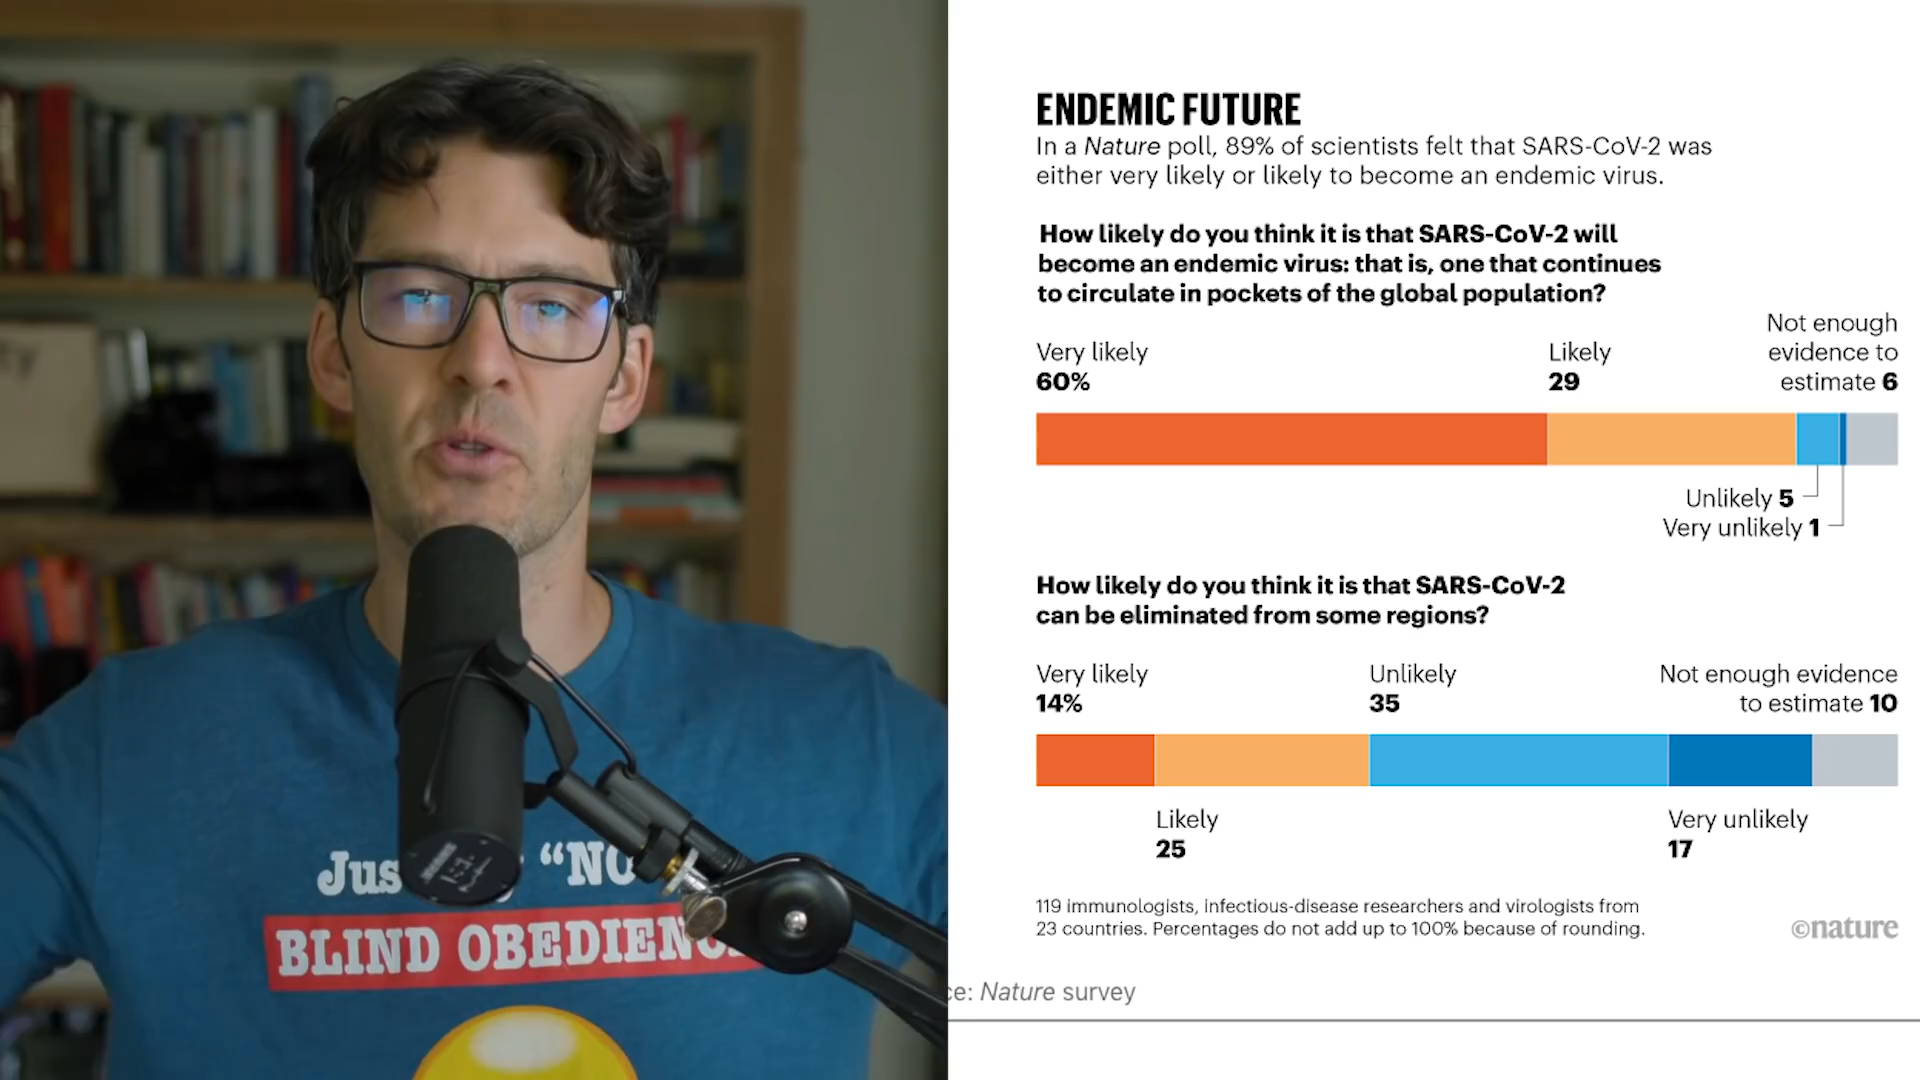 ENDEMIC FUTURE
In a Nature poll, 89% of scientists felt that SARS-CoV-2 was
either very likely or likely to become an endemic virus.
How likely do you think it is that SARS-CoV-2 will
become an endemic virus: that is, one that continues
to circulate in pockets of the global population?
Very likely
60%
Likely
29
Not enough
evidence to
estimate 6
Unlikely 5
Very unlikely 1
How likely do you think it is that SARS-CoV-2
can be eliminated from some regions?
Very likely
14%
Unlikely
35
Not enough evidence
to estimate 10
Likely
25
Very unlikely
17
119 immunologists, infectious-disease researchers and virologists from
23 countries. Percentages do not add up to 100% because of rounding.
©nature
ce: Nature survey
Jus “NO
BLIND OBEDIENC